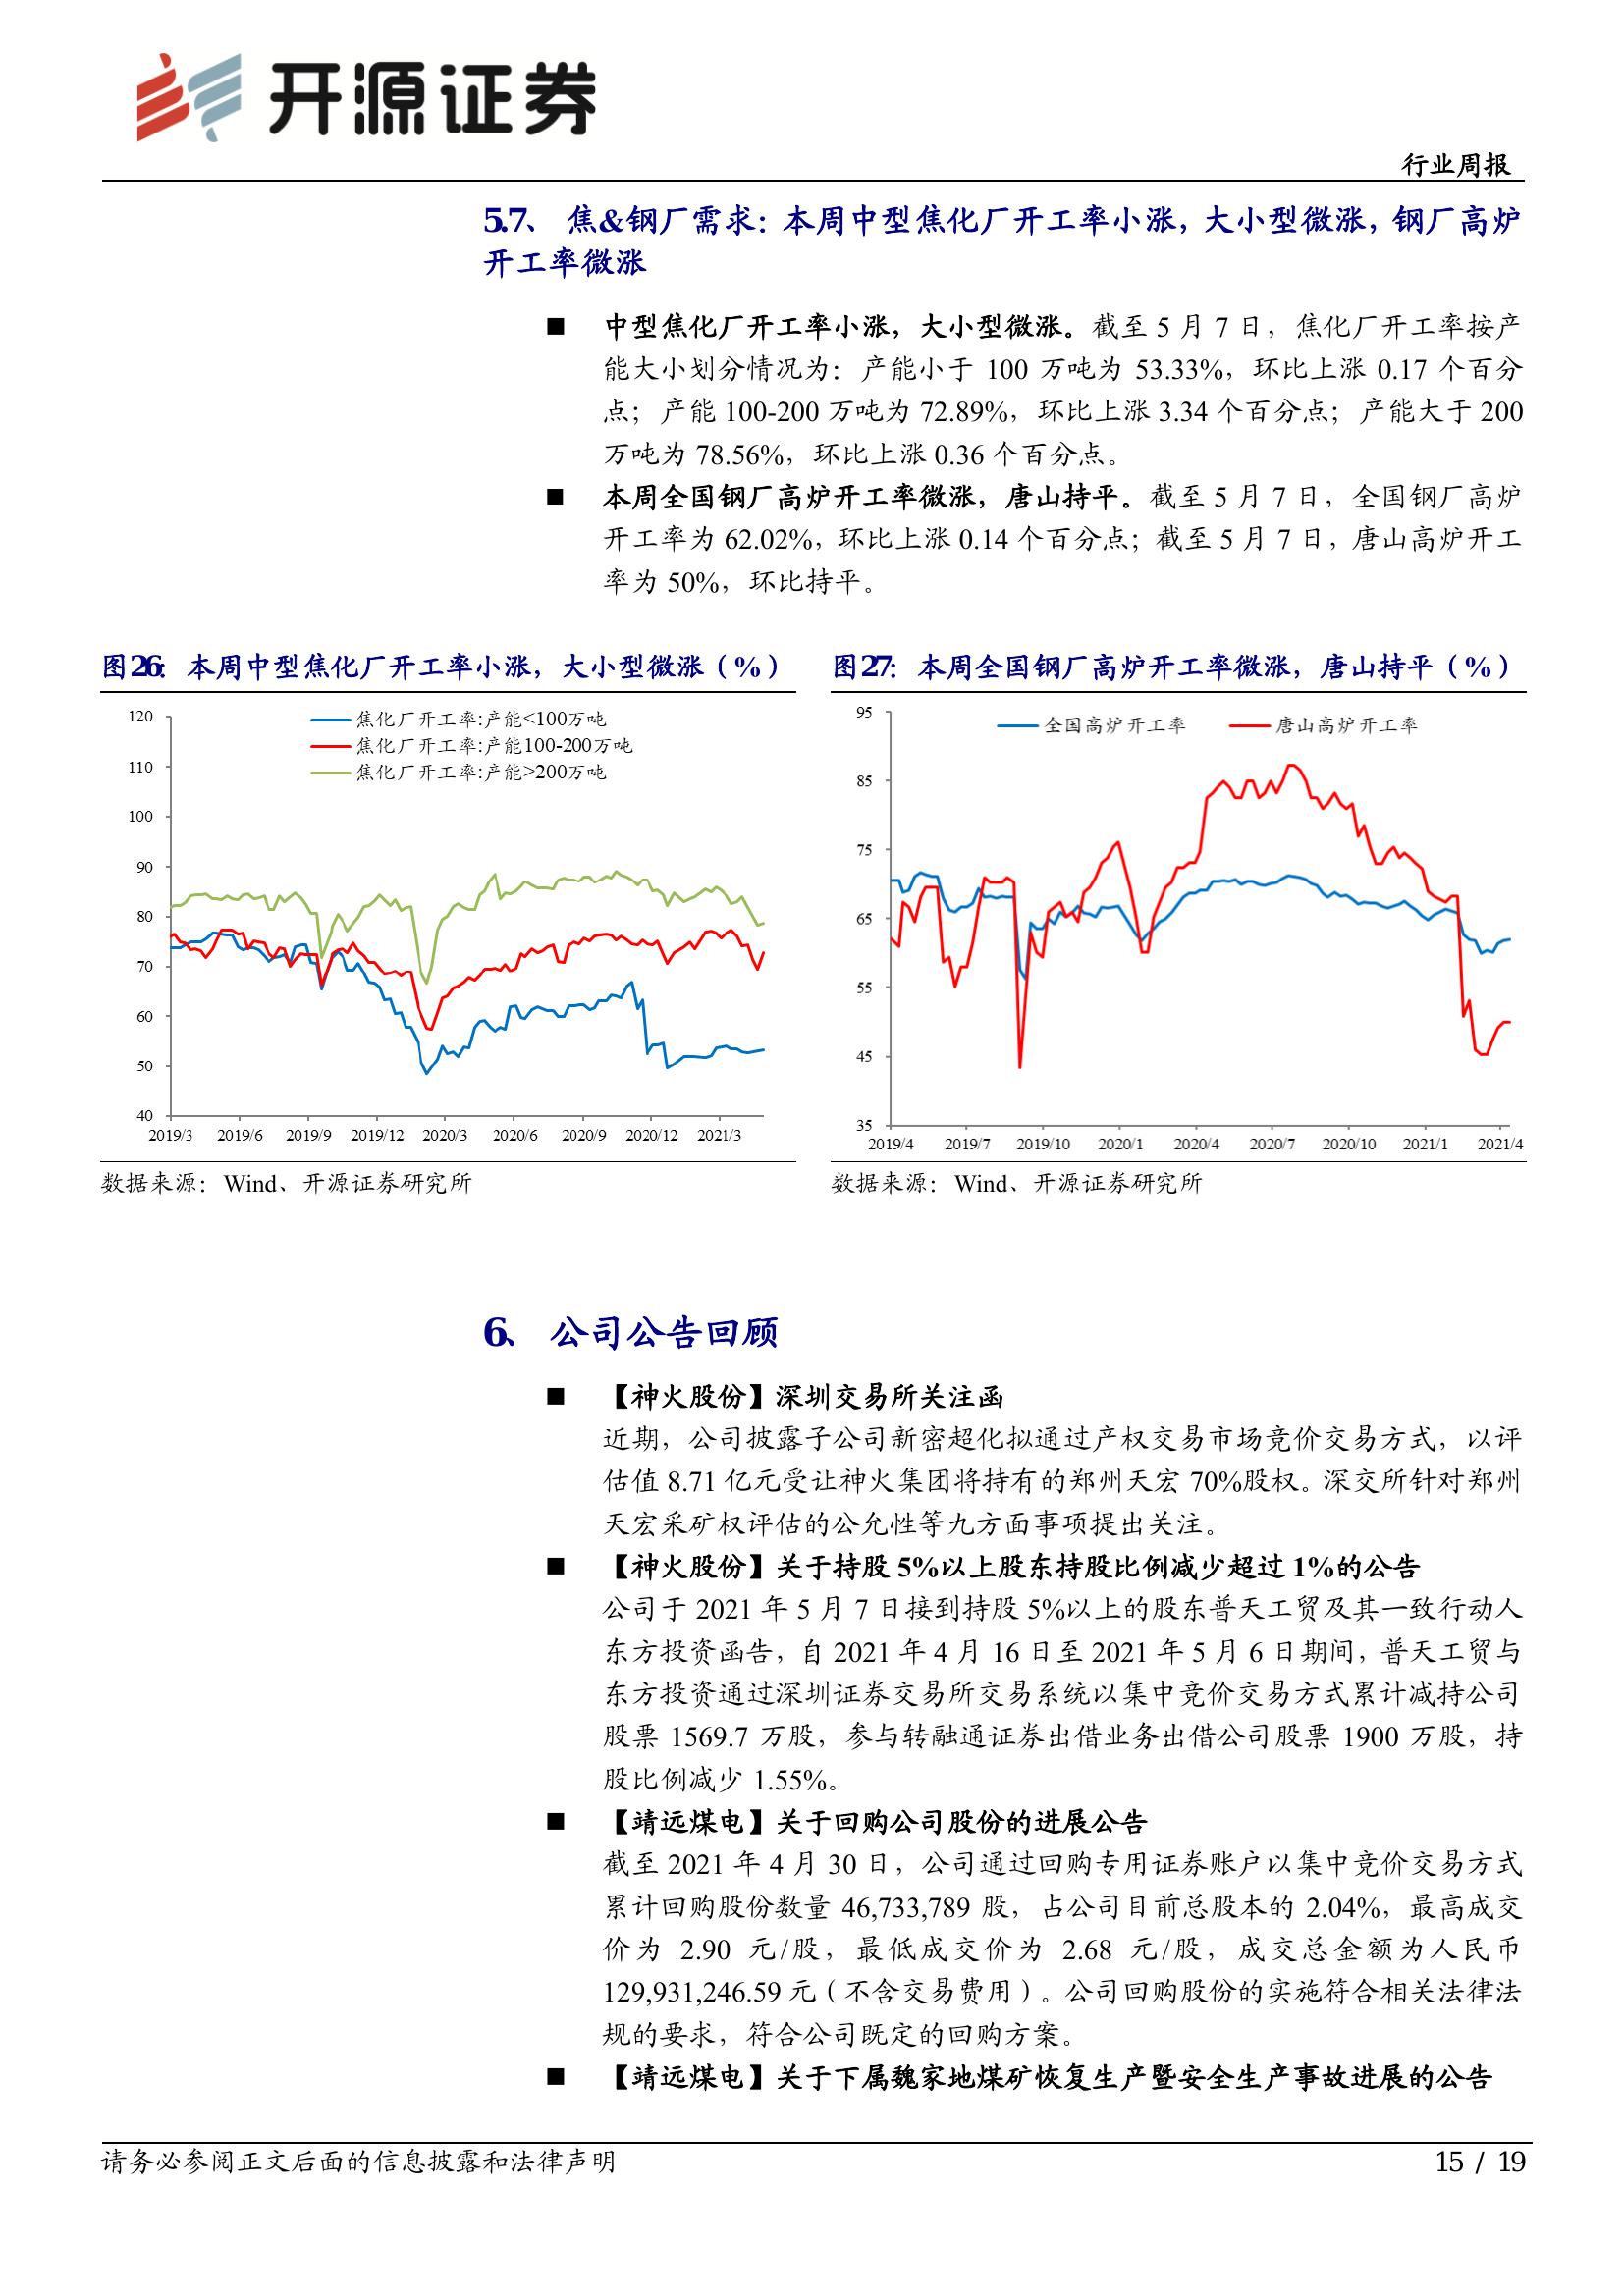 开源证券
行业周报
5.7、 焦&钢厂需求：本周中型焦化厂开工率小涨，大小型微涨，钢厂高炉
开工率微涨
■ 中型焦化厂开工率小涨，大小型微涨。截至 5 月 7 日，焦化厂开工率按产
能大小划分情况为：产能小于 100 万吨为 53.33%，环比上涨 0.17 个百分
点；产能 100-200 万吨为 72.89%，环比上涨 3.34 个百分点；产能大于 200
万吨为 78.56%，环比上涨 0.36 个百分点。
■ 本周全国钢厂高炉开工率微涨，唐山持平。截至 5 月 7 日，全国钢厂高炉
开工率为 62.02%，环比上涨 0.14 个百分点；截至 5 月 7 日，唐山高炉开工
率为 50%，环比持平。
图26： 本周中型焦化厂开工率小涨，大小型微涨（%）
焦化厂开工率:产能<100万吨
焦化厂开工率:产能100-200万吨
焦化厂开工率:产能>200万吨
120
110
100
90
80
70
60
50
40
2019/3 2019/6 2019/9 2019/12 2020/3 2020/6 2020/9 2020/12 2021/3
数据来源：Wind、开源证券研究所
图27： 本周全国钢厂高炉开工率微涨，唐山持平（%）
全国高炉开工率 唐山高炉开工率
95
85
75
65
55
45
35
2019/4 2019/7 2019/10 2020/1 2020/4 2020/7 2020/10 2021/1 2021/4
数据来源：Wind、开源证券研究所
6、 公司公告回顾
■ 【神火股份】深圳交易所关注函
近期，公司披露子公司新密超化拟通过产权交易市场竞价交易方式，以评
估值 8.71 亿元受让神火集团将持有的郑州天宏 70%股权。深交所针对郑州
天宏采矿权评估的公允性等九方面事项提出关注。
■ 【神火股份】关于持股 5%以上股东持股比例减少超过 1%的公告
公司于 2021 年 5 月 7 日接到持股 5%以上的股东普天工贸及其一致行动人
东方投资函告，自 2021 年 4 月 16 日至 2021 年 5 月 6 日期间，普天工贸与
东方投资通过深圳证券交易所交易系统以集中竞价交易方式累计减持公司
股票 1569.7 万股，参与转融通证券出借业务出借公司股票 1900 万股，持
股比例减少 1.55%。
■ 【靖远煤电】关于回购公司股份的进展公告
截至 2021 年 4 月 30 日，公司通过回购专用证券账户以集中竞价交易方式
累计回购股份数量 46,733,789 股，占公司目前总股本的 2.04%，最高成交
价为 2.90 元/股，最低成交价为 2.68 元/股，成交总金额为人民币
129,931,246.59 元（不含交易费用）。公司回购股份的实施符合相关法律法
规的要求，符合公司既定的回购方案。
■ 【靖远煤电】关于下属魏家地煤矿恢复生产暨安全生产事故进展的公告
请务必参阅正文后面的信息披露和法律声明
15 / 19